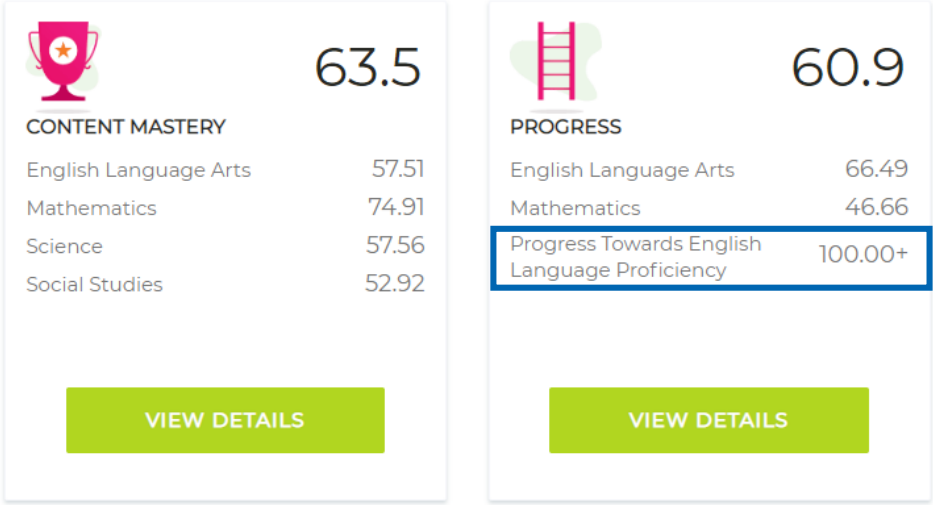 63.5
CONTENT MASTERY
English Language Arts 57.51
Mathematics 74.91
Science 57.56
Social Studies 52.92
VIEW DETAILS
60.9
PROGRESS
English Language Arts 66.49
Mathematics 46.66
Progress Towards English
Language Proficiency 100.00+
VIEW DETAILS